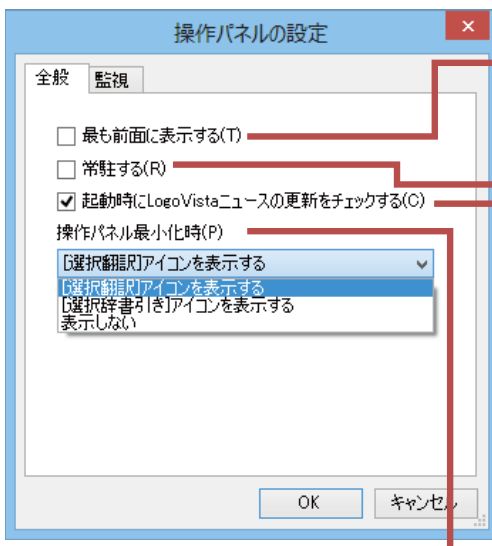 操作パネルの設定
全般 監視
最も前面に表示する(T)
常駐する(R)
起動時にLogoVistaニュースの更新をチェックする(C)
操作パネル最小化時(P)
[選択翻訳]アイコンを表示する
[選択翻訳]アイコンを表示する
[選択辞書引き]アイコンを表示する
表示しない
OK キャンセル